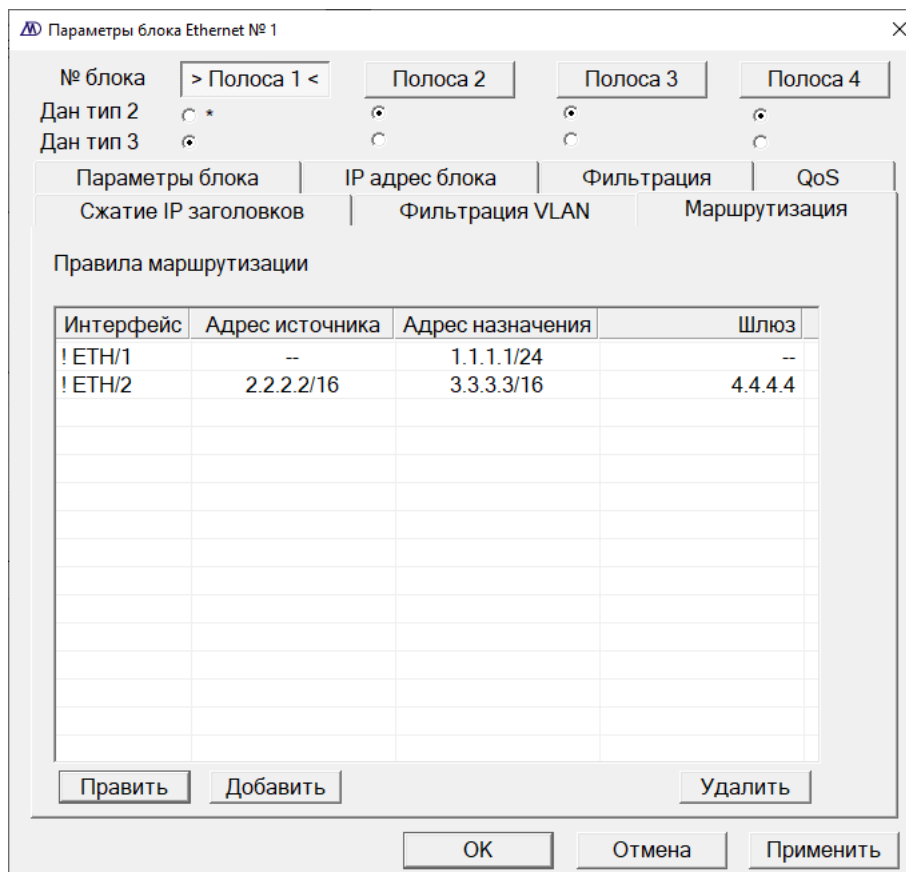 Параметры блока Ethernet № 1
№ блока > Полоса 1 < Полоса 2 Полоса 3 Полоса 4
Дан тип 2 *
Дан тип 3
Параметры блока IP адрес блока Фильтрация QoS
Сжатие IP заголовков Фильтрация VLAN Маршрутизация
Правила маршрутизации
Интерфейс Адрес источника Адрес назначения Шлюз
! ETH/1 -- 1.1.1.1/24 --
! ETH/2 2.2.2.2/16 3.3.3.3/16 4.4.4.4
Править Добавить Удалить
OK Отмена Применить